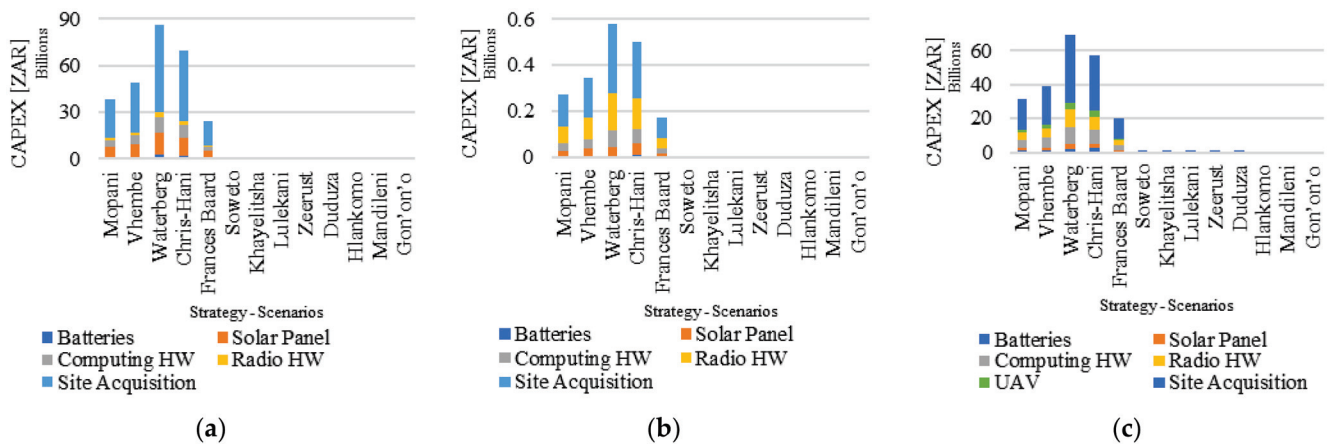 CAPEX [ZAR]
Billions
90
60
30
0
Mopani
Vhembe
Waterberg
Chris-Hani
Frances Baard
Soweto
Khayelitsha
Lulekani
Zeerust
Duduza
Hlankomo
Mandileni
Gon'on'o
Strategy - Scenarios
Batteries
Solar Panel
Computing HW
Radio HW
Site Acquisition
(a)
CAPEX [ZAR]
Billions
0.6
0.4
0.2
0
Mopani
Vhembe
Waterberg
Chris-Hani
Frances Baard
Soweto
Khayelitsha
Lulekani
Zeerust
Duduza
Hlankomo
Mandileni
Gon'on'o
Strategy - Scenarios
Batteries
Solar Panel
Computing HW
Radio HW
Site Acquisition
(b)
CAPEX [ZAR]
Billions
60
40
20
0
Mopani
Vhembe
Waterberg
Chris-Hani
Frances Baard
Soweto
Khayelitsha
Lulekani
Zeerust
Duduza
Hlankomo
Mandileni
Gon'on'o
Strategy - Scenarios
Batteries
Solar Panel
Computing HW
Radio HW
UAV
Site Acquisition
(c)